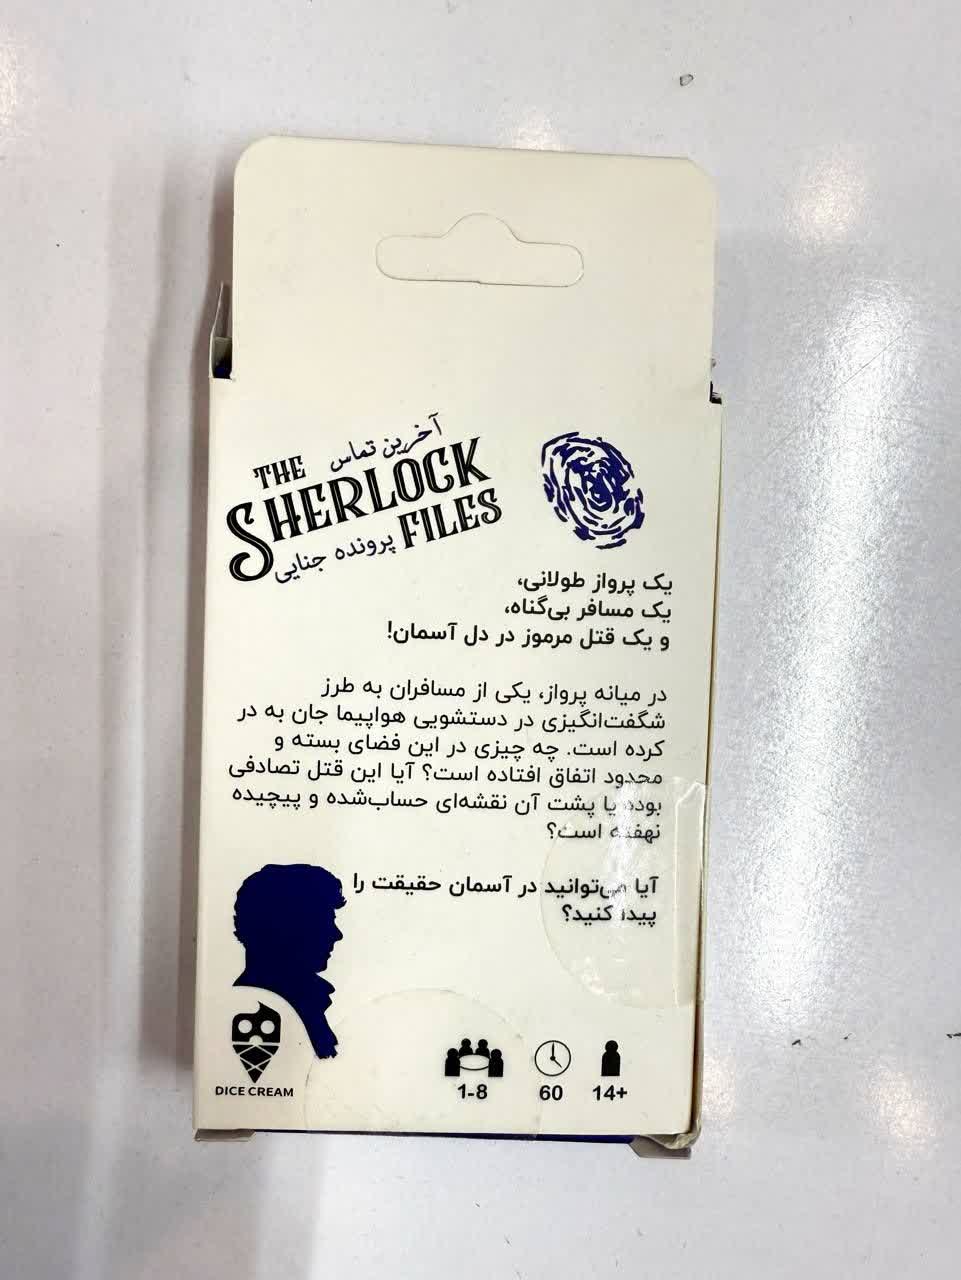 آخرین تماس
THE
SHERLOCK
FILES
پرونده جنایی
یک پرواز طولانی،
یک مسافر بی‌گناه،
و یک قتل مرموز در دل آسمان!
در میانه پرواز، یکی از مسافران به طرز
شگفت‌انگیزی در دستشویی هواپیما جان به در
کرده است. چه چیزی در این فضای بسته و
محدود اتفاق افتاده است؟ آیا این قتل تصادفی
بوده یا پشت آن نقشه‌ای حساب‌شده و پیچیده
نهفته است؟
آیا می‌توانید در آسمان حقیقت را
پیدا کنید؟
DICE CREAM
1-8
60
14+